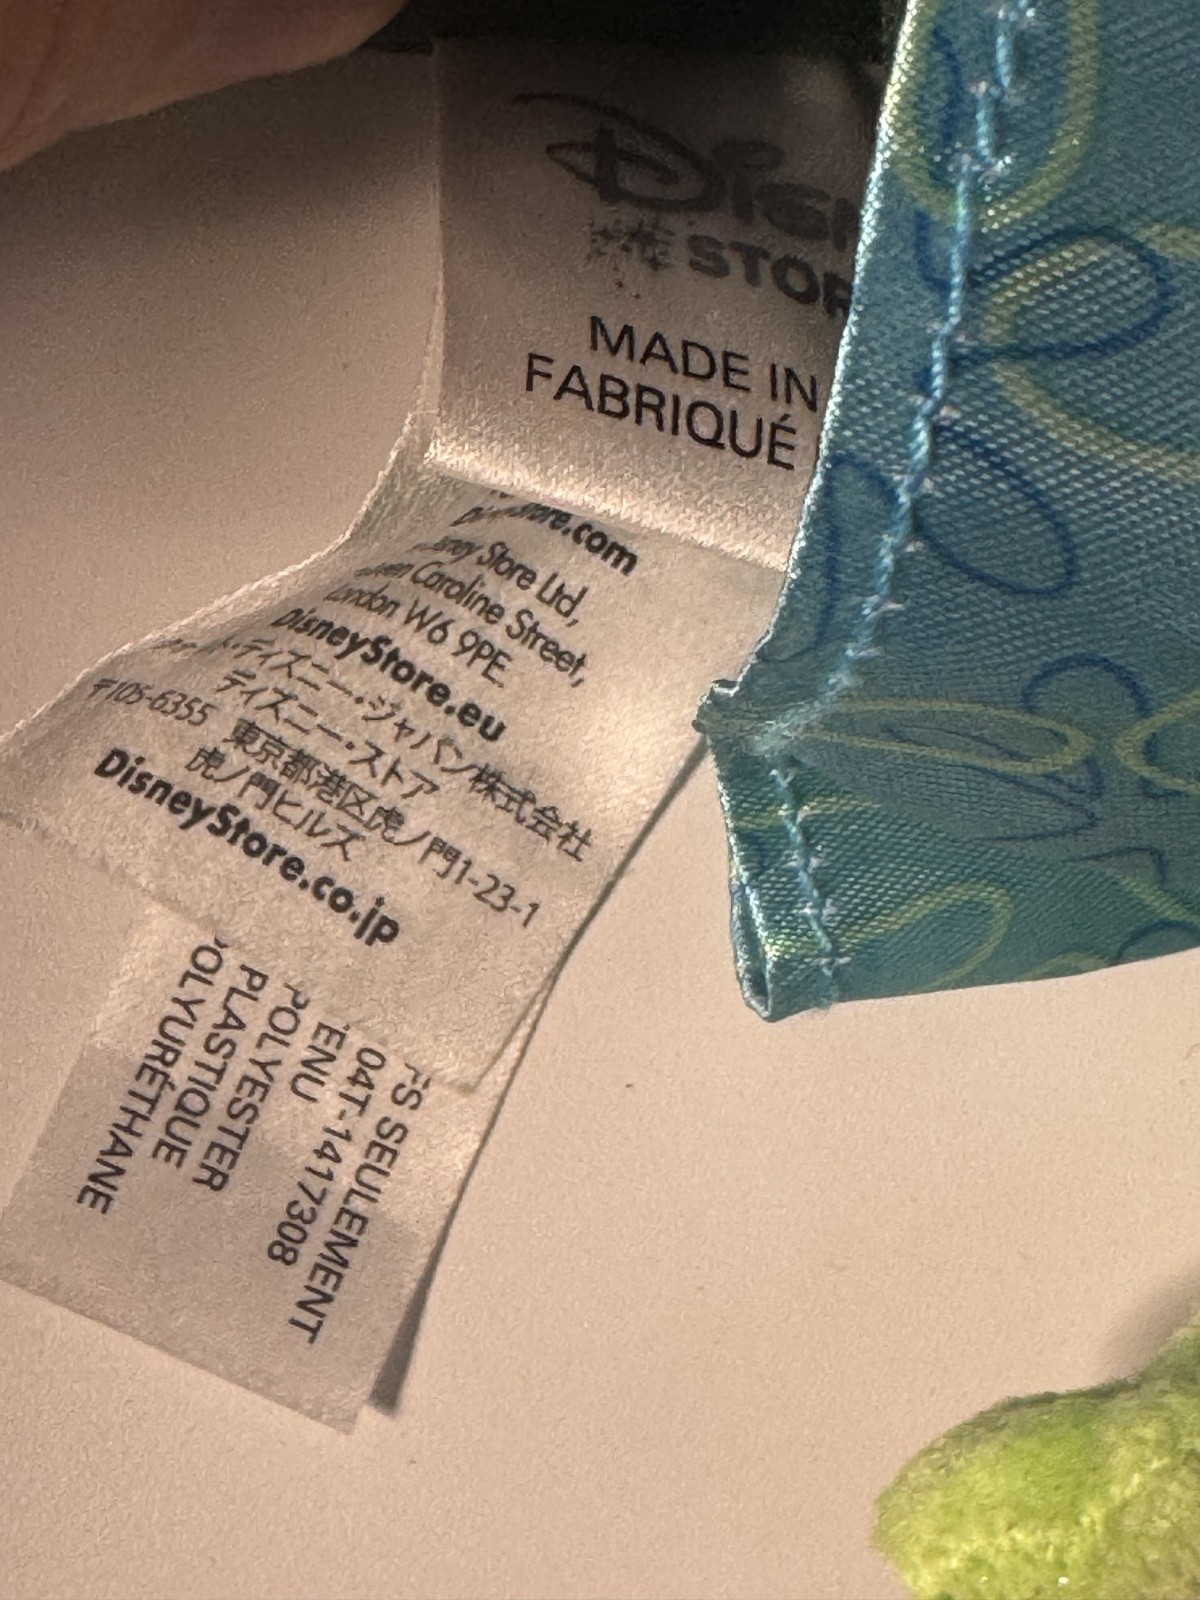 Disn
STOR
MADE IN
FABRIQUÉ
Store.com
Store Ltd,
Caroline Street,
London W6 9PE.
DisneyStore.eu
ディズニー・ジャパン株式会社
ディズニー・ストア
〒105-6355 東京都港区虎ノ門1-23-1
虎ノ門ヒルズ
DisneyStore.co.jp
SEULEMENT
04T-1417308
ENU
POLYESTER
PLASTIQUE
OLYURÉTHANE